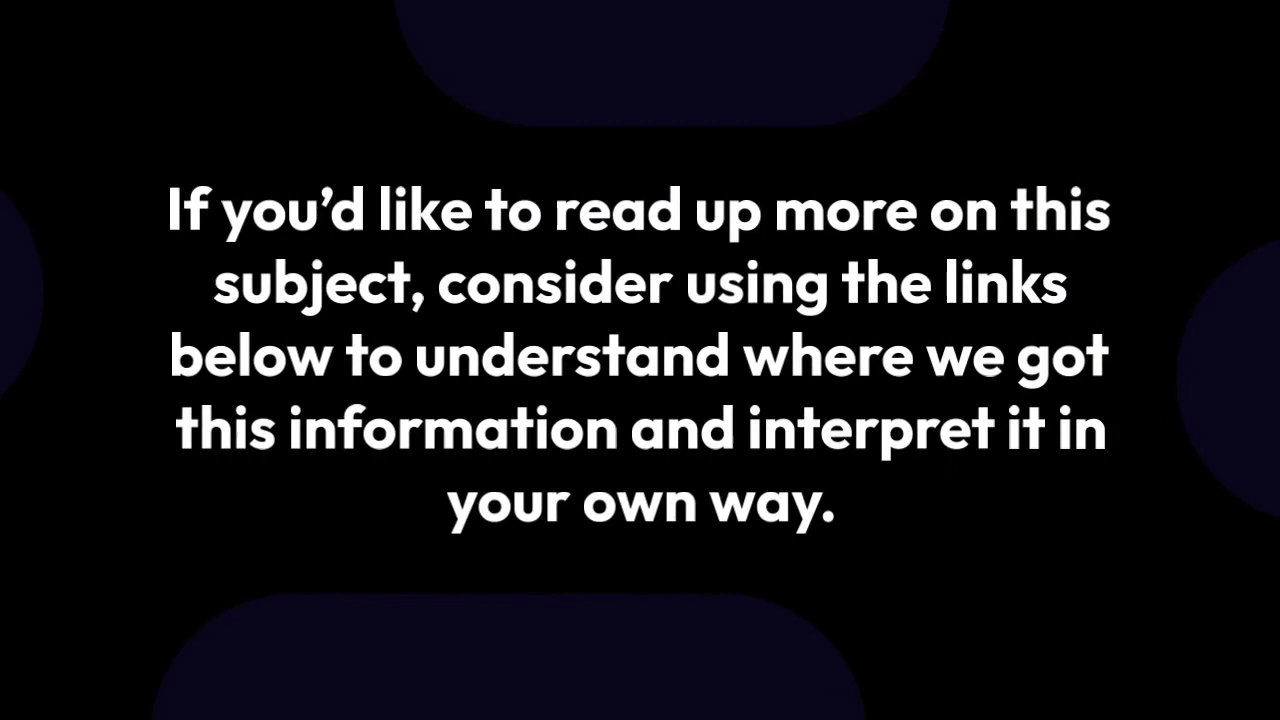 If you’d like to read up more on this
subject, consider using the links
below to understand where we got
this information and interpret it in
your own way.